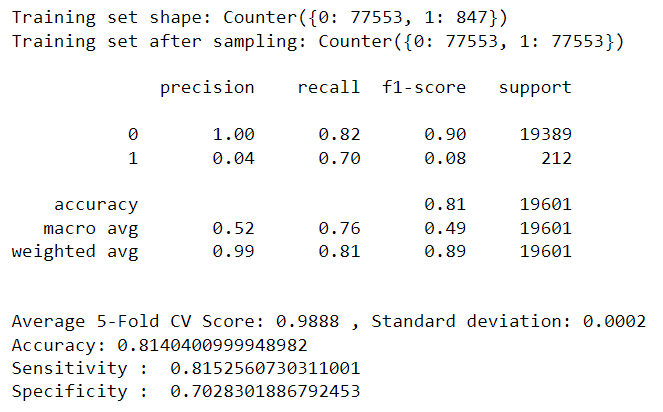 Training set shape: Counter({0: 77553, 1: 847})
Training set after sampling: Counter({0: 77553, 1: 77553})
precision recall f1-score support
0 1.00 0.82 0.90 19389
1 0.04 0.70 0.08 212
accuracy 0.81 19601
macro avg 0.52 0.76 0.49 19601
weighted avg 0.99 0.81 0.89 19601
Average 5-Fold CV Score: 0.9888 , Standard deviation: 0.0002
Accuracy: 0.8140400999948982
Sensitivity : 0.8152560730311001
Specificity : 0.7028301886792453